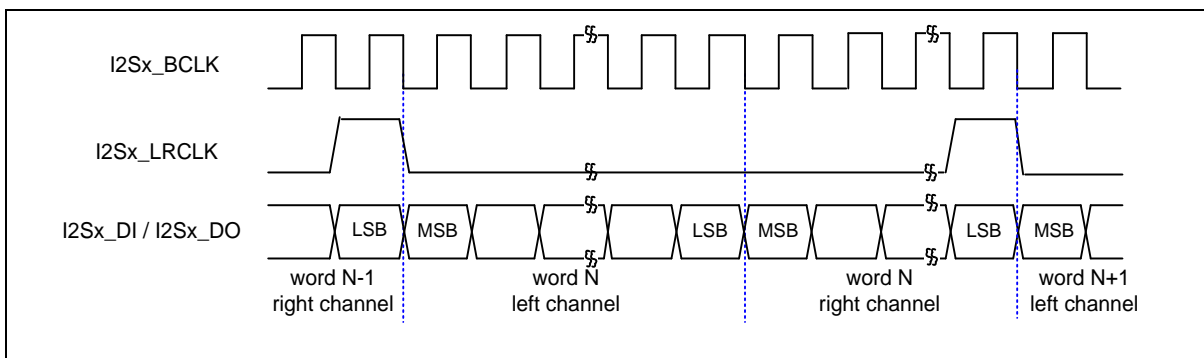 I2Sx_BCLK
I2Sx_LRCLK
I2Sx_DI / I2Sx_DO
LSB MSB LSB MSB LSB MSB
word N-1 word N word N word N+1
right channel left channel right channel left channel